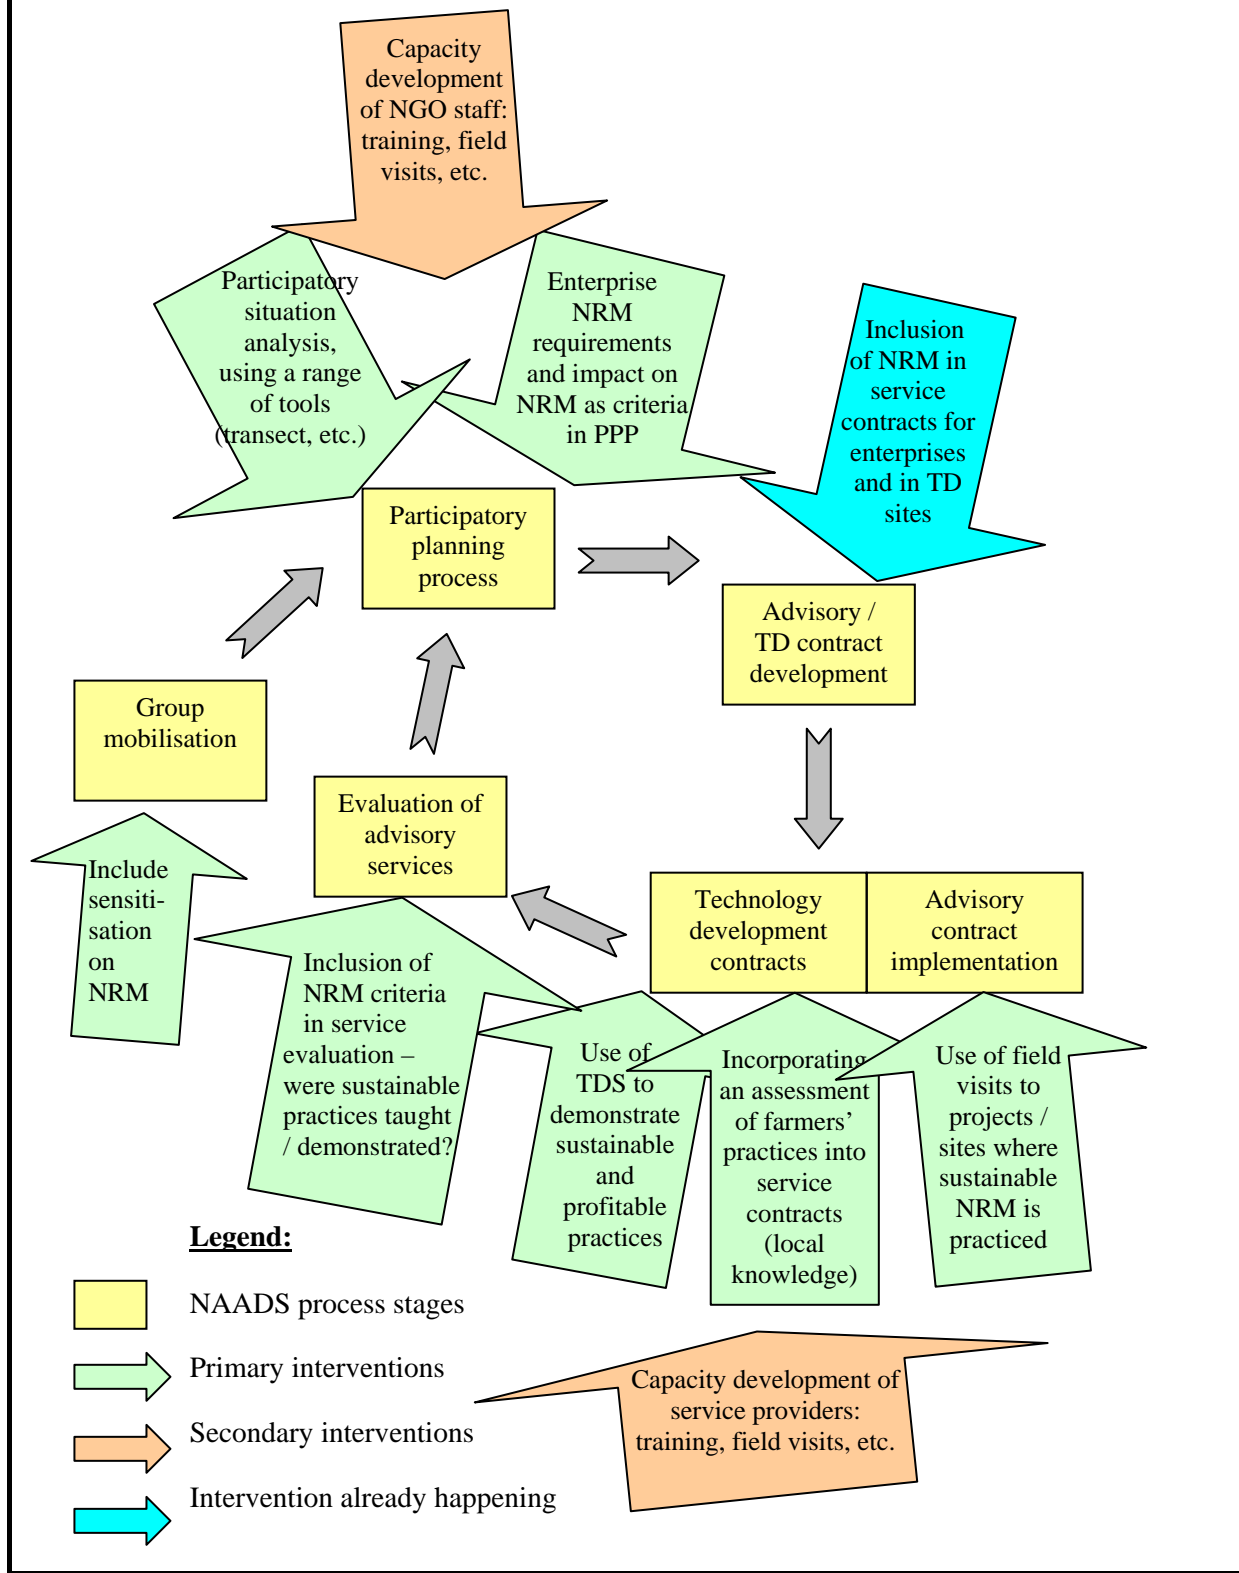 Capacity
development
of NGO staff:
training, field
visits, etc.
Participatory
situation
analysis,
using a range
of tools
(transect, etc.)
Enterprise
NRM
requirements
and impact on
NRM as criteria
in PPP
Inclusion
of NRM in
service
contracts for
enterprises
and in TD
sites
Participatory
planning
process
Advisory /
TD contract
development
Group
mobilisation
Evaluation of
advisory
services
Include
sensiti-
sation
on
NRM
Technology
development
contracts
Advisory
contract
implementation
Inclusion of
NRM criteria
in service
evaluation –
were sustainable
practices taught
/ demonstrated?
Use of
TDS to
demonstrate
sustainable
and
profitable
practices
Incorporating
an assessment
of farmers’
practices into
service
contracts
(local
knowledge)
Use of field
visits to
projects /
sites where
sustainable
NRM is
practiced
Legend:
NAADS process stages
Primary interventions
Secondary interventions
Intervention already happening
Capacity development of
service providers:
training, field visits, etc.